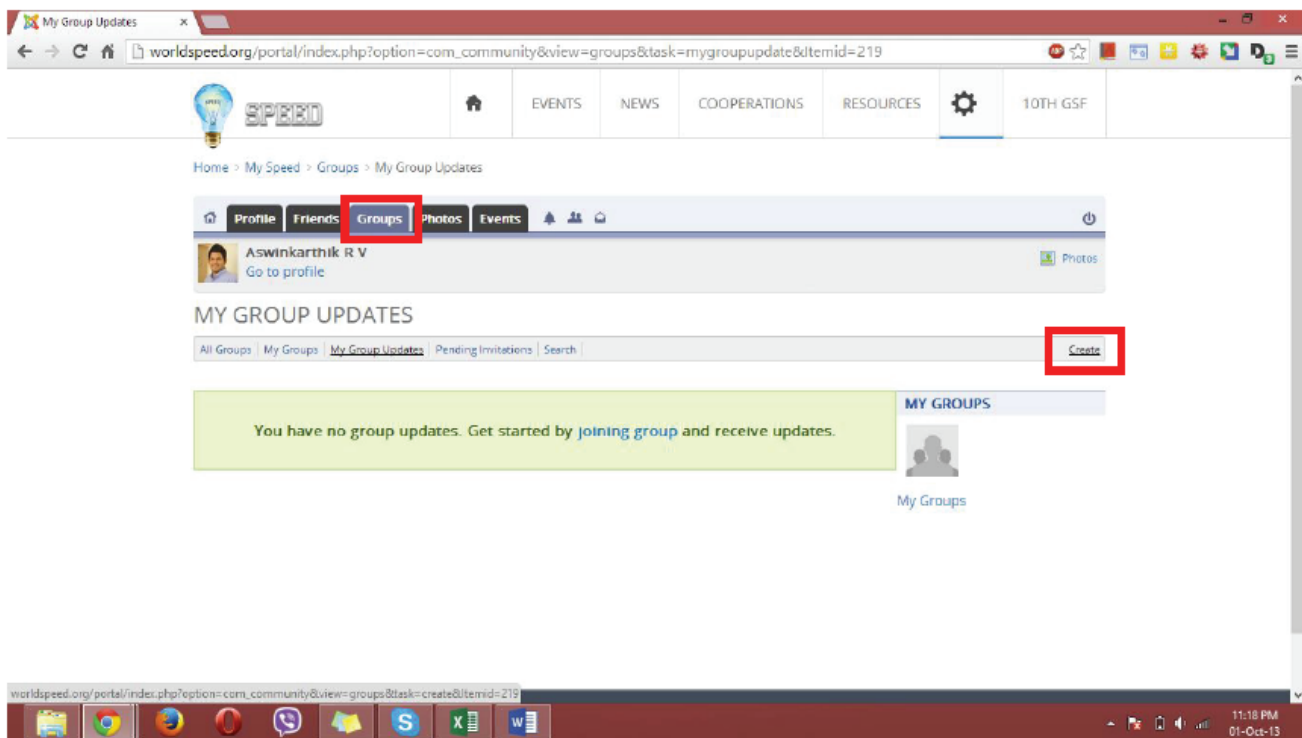 My Group Updates
worldspeed.org/portal/index.php?option=com_community&view=groups&task=mygroupupdate&Itemid=219
SPEED
EVENTS NEWS COOPERATIONS RESOURCES 10TH GSF
Home > My Speed > Groups > My Group Updates
Profile Friends Groups Photos Events
Aswinkarthik R V
Go to profile
Photos
MY GROUP UPDATES
All Groups My Groups My Group Updates Pending Invitations Search Create
MY GROUPS
You have no group updates. Get started by joining group and receive updates.
My Groups
worldspeed.org/portal/index.php?option=com_community&view=groups&task=create&Itemid=219
11:18 PM
01-Oct-13